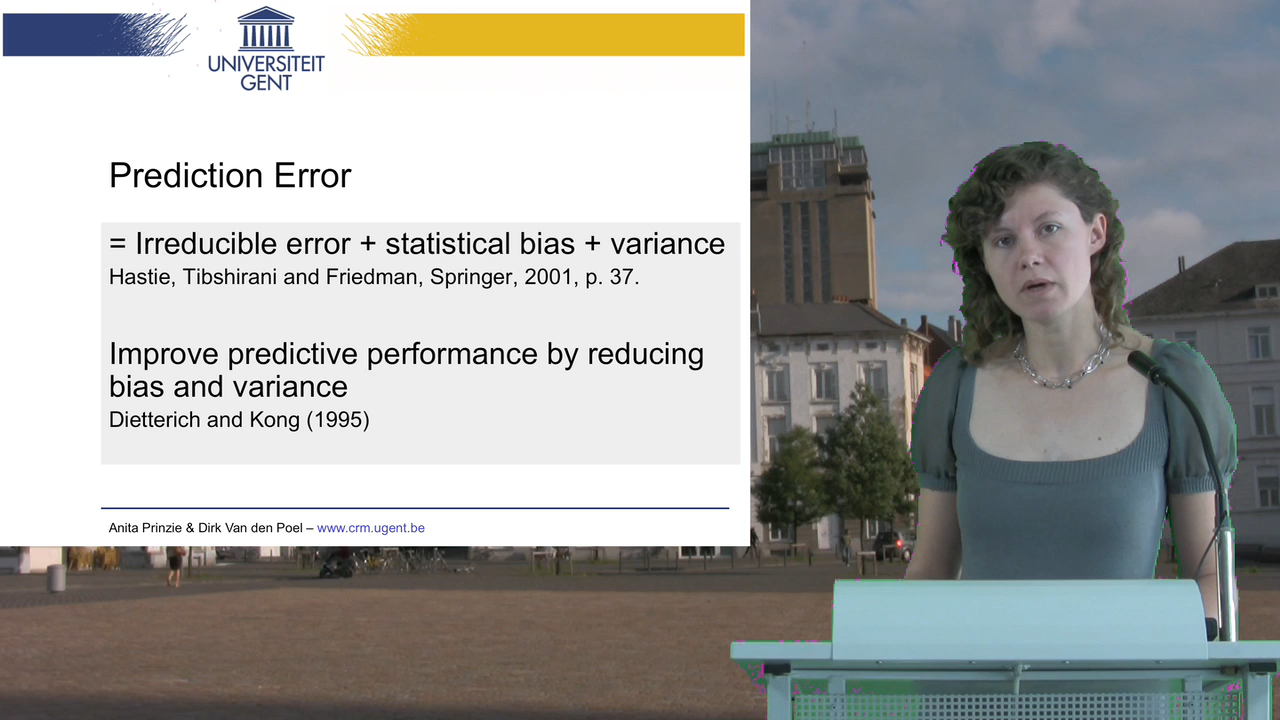 UNIVERSITEIT
GENT
Prediction Error
= Irreducible error + statistical bias + variance
Hastie, Tibshirani and Friedman, Springer, 2001, p. 37.
Improve predictive performance by reducing
bias and variance
Dietterich and Kong (1995)
Anita Prinzie & Dirk Van den Poel – www.crm.ugent.be